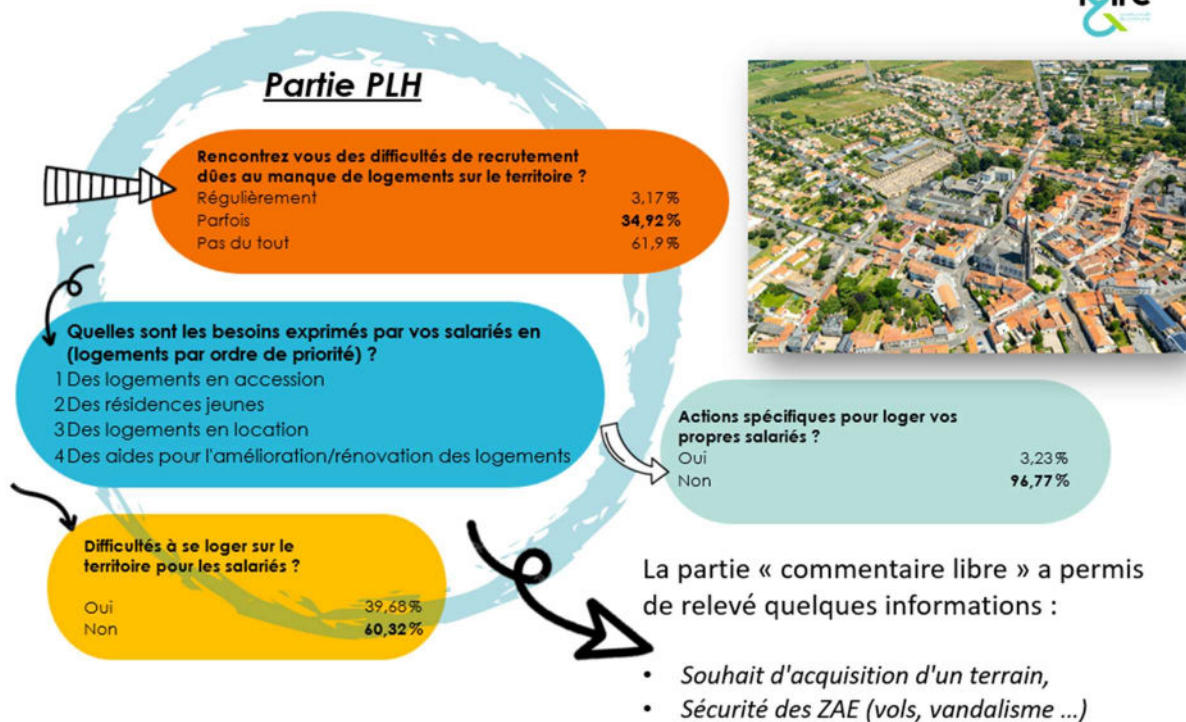 Partie PLH
Rencontrez vous des difficultés de recrutement
dûes au manque de logements sur le territoire ?
Régulièrement 3,17%
Parfois 34,92%
Pas du tout 61,9%
Quelles sont les besoins exprimés par vos salariés en
(logements par ordre de priorité) ?
1 Des logements en accession
2 Des résidences jeunes
3 Des logements en location
4 Des aides pour l'amélioration/rénovation des logements
Actions spécifiques pour loger vos
propres salariés ?
Oui 3,23%
Non 96,77%
Difficultés à se loger sur le
territoire pour les salariés ?
Oui 39,68%
Non 60,32%
La partie « commentaire libre » a permis
de relevé quelques informations :
• Souhait d'acquisition d'un terrain,
• Sécurité des ZAE (vols, vandalisme ...)